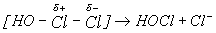 [HO – Cl^{δ+} – Cl^{δ−}] → HOCl + Cl⁻